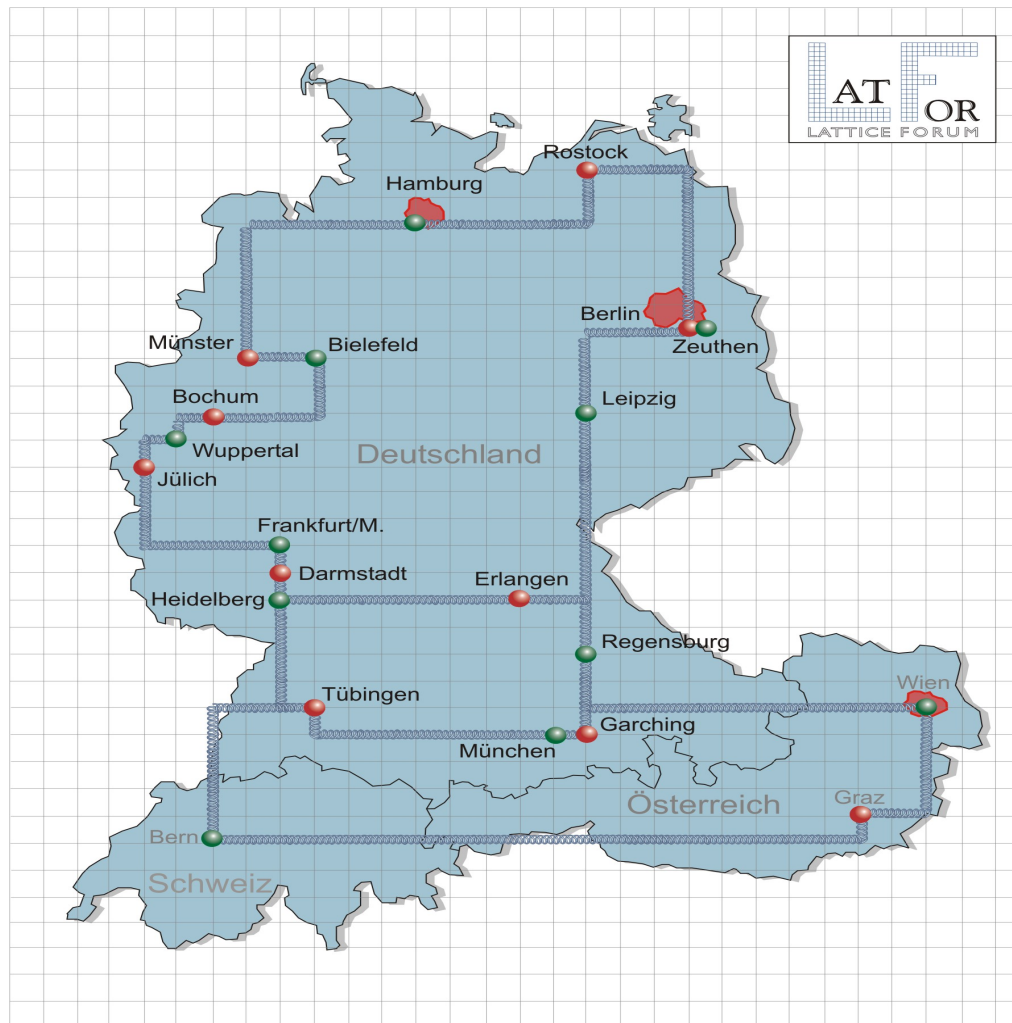 LAT FOR
LATTICE FORUM
Rostock
Hamburg
Berlin
Zeuthen
Münster
Bielefeld
Bochum
Leipzig
Wuppertal
Deutschland
Jülich
Frankfurt/M.
Darmstadt
Erlangen
Heidelberg
Regensburg
Wien
Tübingen
Garching
München
Österreich
Graz
Bern
Schweiz